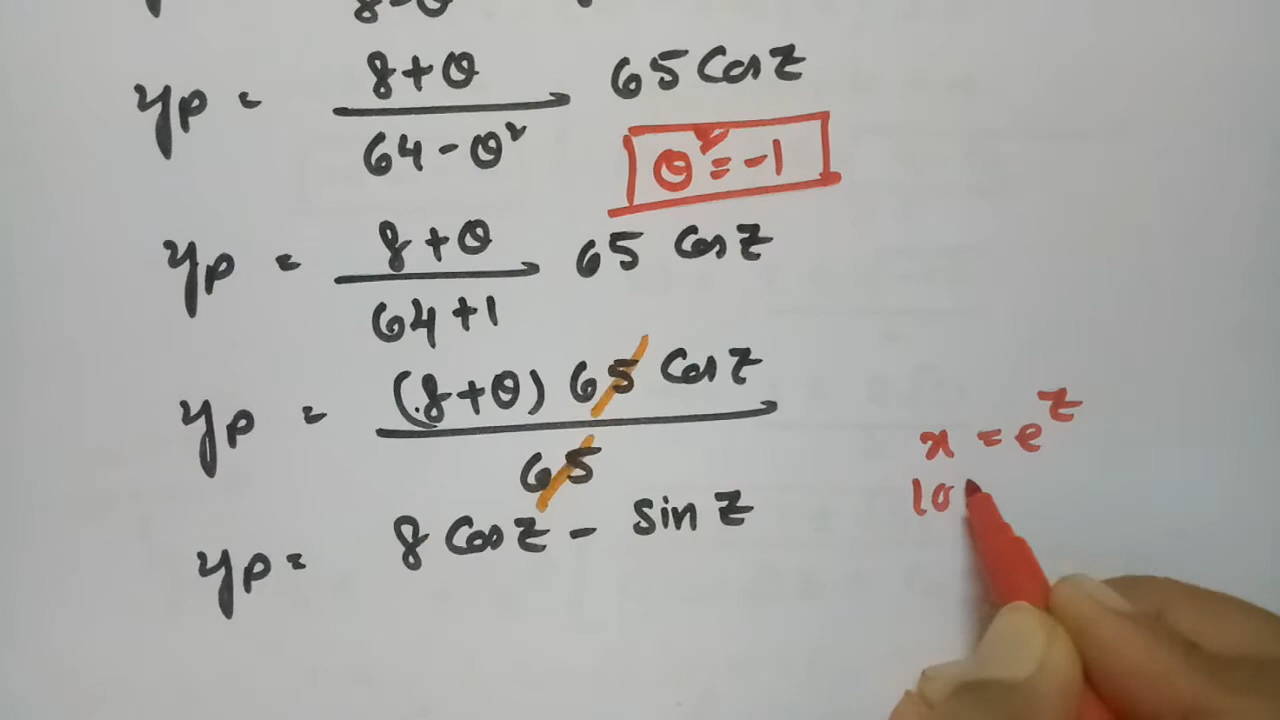 8-θ
yp = 8+θ / 64-θ² 65 Cos z
θ² = -1
yp = 8+θ / 64+1 65 Cos z
yp = (8+θ) 65 Cos z / 65
yp = 8 Cos z - sin z
x = e^z
lo